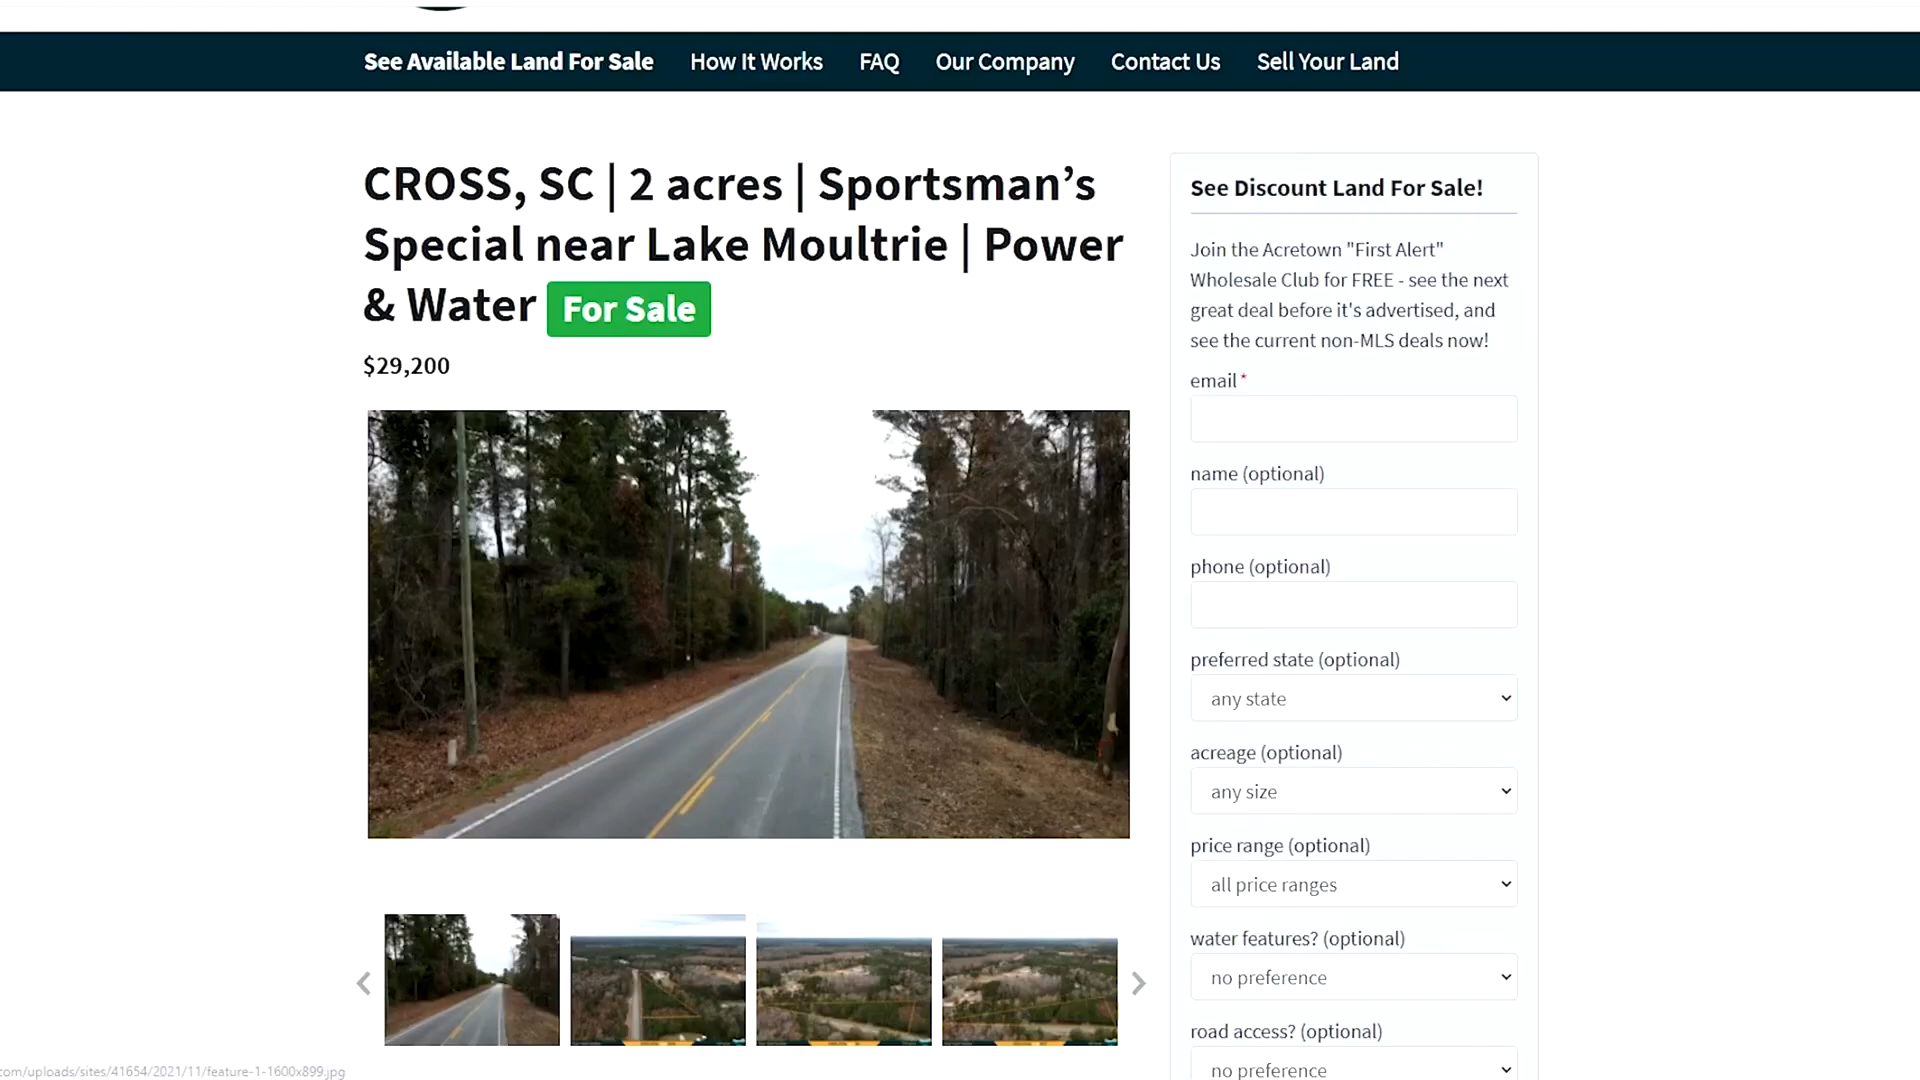 See Available Land For Sale How It Works FAQ Our Company Contact Us Sell Your Land
CROSS, SC | 2 acres | Sportsman’s
Special near Lake Moultrie | Power
& Water For Sale
$29,200
See Discount Land For Sale!
Join the Acretown "First Alert"
Wholesale Club for FREE - see the next
great deal before it's advertised, and
see the current non-MLS deals now!
email *
name (optional)
phone (optional)
preferred state (optional)
any state
acreage (optional)
any size
price range (optional)
all price ranges
water features? (optional)
no preference
road access? (optional)
no preference
com/uploads/sites/41654/2021/11/feature-1-1600x899.jpg